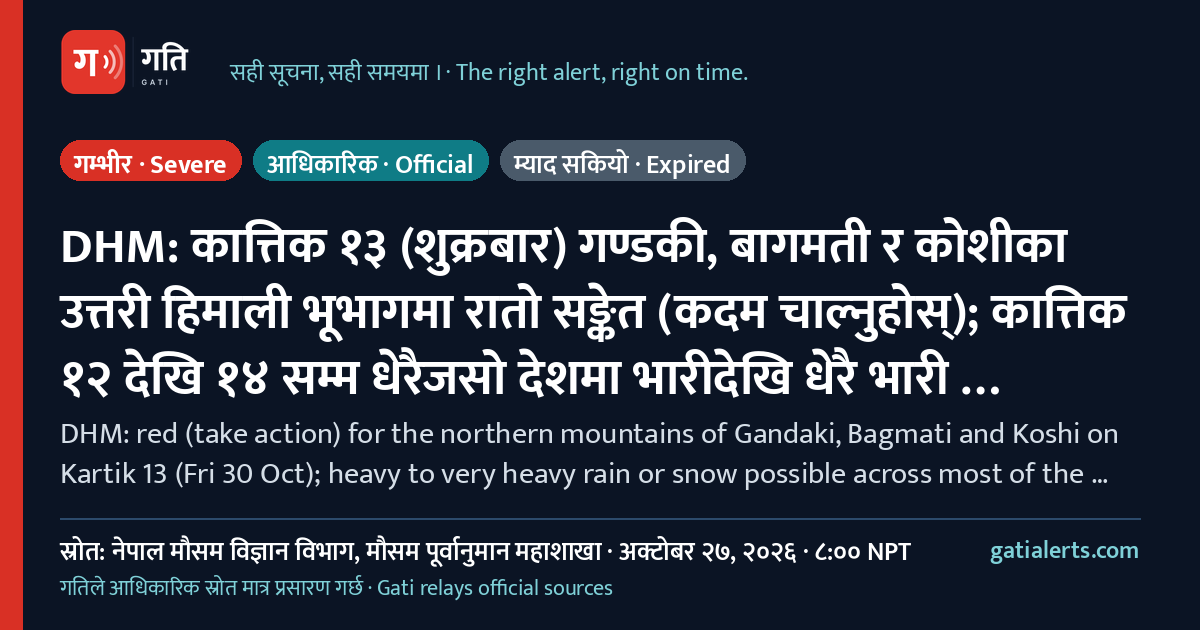 ग गति
GATI
सही सूचना, सही समयमा । · The right alert, right on time.
गम्भीर · Severe
आधिकारिक · Official
म्याद सकियो · Expired
DHM: कात्तिक १३ (शुक्रबार) गण्डकी, बागमती र कोशीका
उत्तरी हिमाली भूभागमा रातो सङ्केत (कदम चाल्नुहोस्); कात्तिक
१२ देखि १४ सम्म धेरैजसो देशमा भारीदेखि धेरै भारी ...
DHM: red (take action) for the northern mountains of Gandaki, Bagmati and Koshi on
Kartik 13 (Fri 30 Oct); heavy to very heavy rain or snow possible across most of the ...
स्रोत: नेपाल मौसम विज्ञान विभाग, मौसम पूर्वानुमान महाशाखा · अक्टोबर २७, २०२६ · ८:०० NPT
gatialerts.com
गतिले आधिकारिक स्रोत मात्र प्रसारण गर्छ · Gati relays official sources